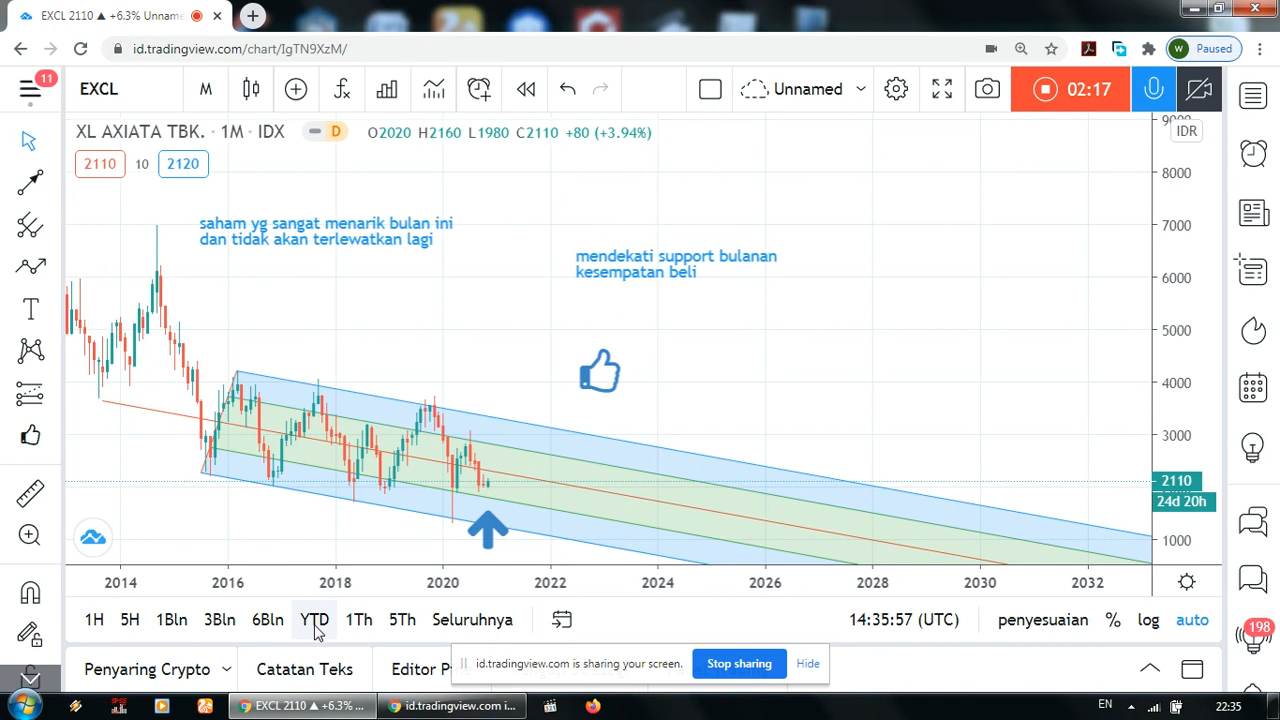 EXCL 2110 ▲ +6.3% Unname
id.tradingview.com/chart/IgTN9XzM/
W Paused
11
EXCL
M
Unnamed
02:17
XL AXIATA TBK. · 1M · IDX
D
O2020 H2160 L1980 C2110 +80 (+3.94%)
IDR
2110 10 2120
saham yg sangat menarik bulan ini
dan tidak akan terlewatkan lagi
mendekati support bulanan
kesempatan beli
9000
8000
7000
6000
5000
4000
3000
2110
24d 20h
1000
2014 2016 2018 2020 2022 2024 2026 2028 2030 2032
1H 5H 1Bln 3Bln 6Bln YTD 1Th 5Th Seluruhnya
14:35:57 (UTC) penyesuaian % log auto
198
Penyaring Crypto Catatan Teks Editor P
id.tradingview.com is sharing your screen. Stop sharing Hide
EXCL 2110 ▲ +6.3% ...
id.tradingview.com i...
EN
22:35